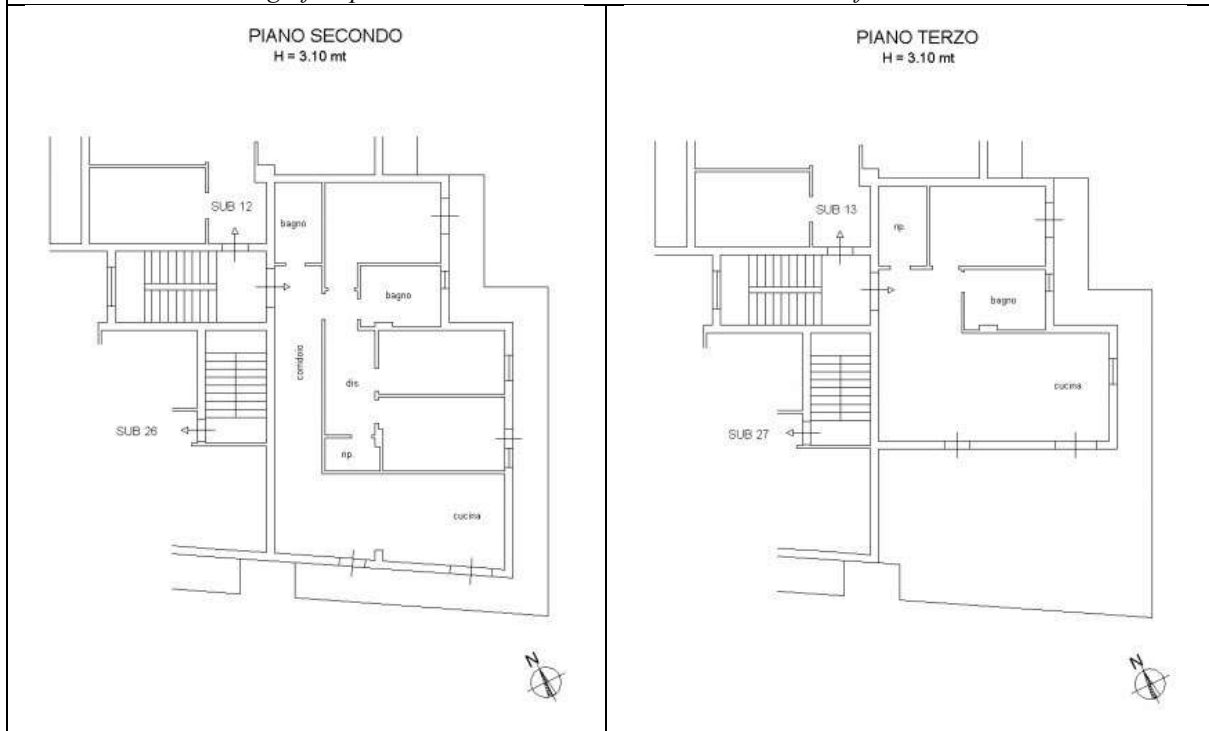 PIANO SECONDO
H = 3.10 mt
SUB 12
bagno
bagno
corridoio
dis.
SUB 26
rip.
cucina
N
PIANO TERZO
H = 3.10 mt
SUB 13
rip.
bagno
cucina
SUB 27
N